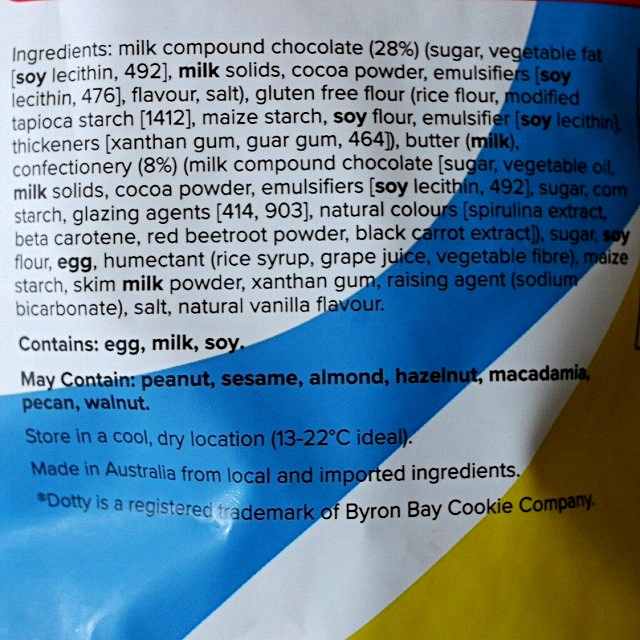 Ingredients: milk compound chocolate (28%) (sugar, vegetable fat
[soy lecithin, 492], milk solids, cocoa powder, emulsifiers [soy
lecithin, 476], flavour, salt), gluten free flour (rice flour, modified
tapioca starch [1412], maize starch, soy flour, emulsifier [soy lecithin],
thickeners [xanthan gum, guar gum, 464]), butter (milk),
confectionery (8%) (milk compound chocolate [sugar, vegetable oil,
milk solids, cocoa powder, emulsifiers [soy lecithin, 492], sugar, corn
starch, glazing agents [414, 903], natural colours [spirulina extract,
beta carotene, red beetroot powder, black carrot extract]), sugar, soy
flour, egg, humectant (rice syrup, grape juice, vegetable fibre), maize
starch, skim milk powder, xanthan gum, raising agent (sodium
bicarbonate), salt, natural vanilla flavour.
Contains: egg, milk, soy.
May Contain: peanut, sesame, almond, hazelnut, macadamia,
pecan, walnut.
Store in a cool, dry location (13-22°C ideal).
Made in Australia from local and imported ingredients.
®Dotty is a registered trademark of Byron Bay Cookie Company.